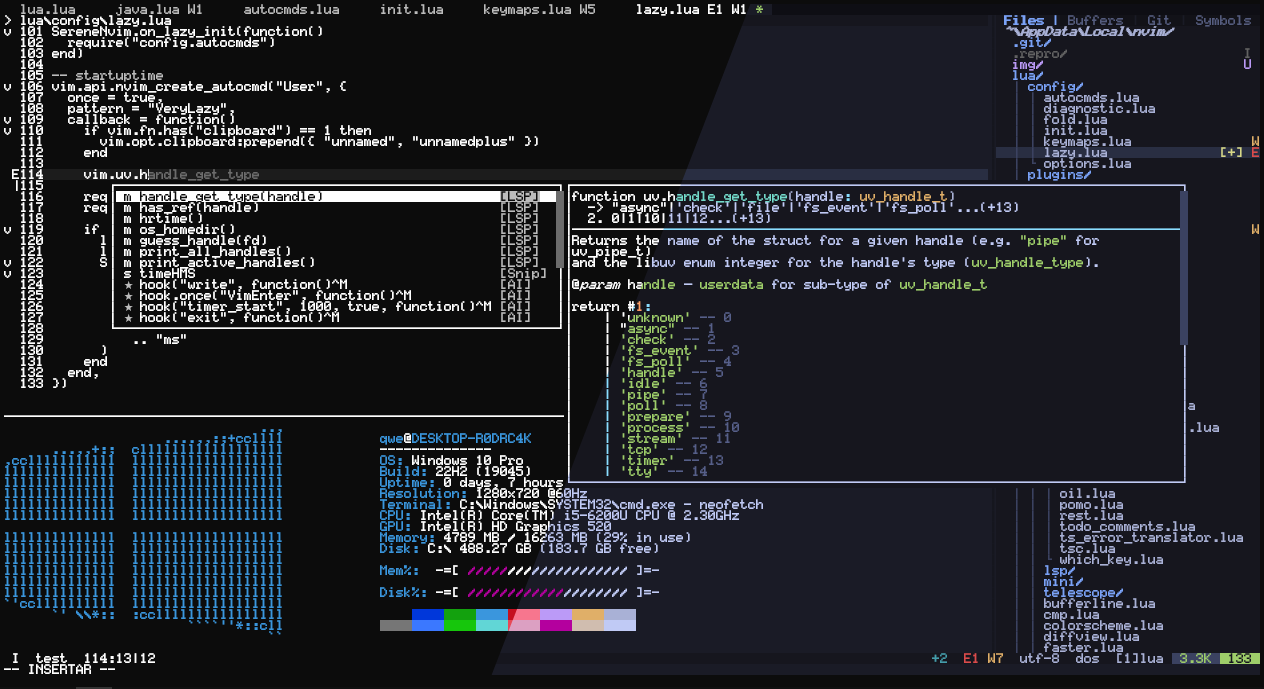 lua.lua java.lua W1 autocmds.lua init.lua keymaps.lua W5 lazy.lua E1 W1 *
> lua\config\lazy.lua
v 101 SereneNvim.on_lazy_init(function()
102 require("config.autocmds")
103 end)
104
105 -- startuptime
v 106 vim.api.nvim_create_autocmd("User", {
107 once = true,
108 pattern = "VeryLazy",
v 109 callback = function()
v 110 if vim.fn.has("clipboard") == 1 then
111 vim.opt.clipboard:prepend({ "unnamed", "unnamedplus" })
112 end
113
E114 vim.uv.handle_get_type
115
116 req
117 req
118
v 119 if
120 l
121 l
v 122 S
v 123
124
125
126
127
128
129 .. "ms"
130 )
131 end
132 end,
133 })
m handle_get_type(handle) [LSP]
m has_ref(handle) [LSP]
m hrtime() [LSP]
m os_homedir() [LSP]
m guess_handle(fd) [LSP]
m print_all_handles() [LSP]
m print_active_handles() [LSP]
s timeHMS [Snip]
★ hook("write", function()^M [AI]
★ hook.once("VimEnter", function()^M [AI]
★ hook("timer_start", 1000, true, function()^M [AI]
★ hook("exit", function()^M [AI]
function uv.handle_get_type(handle: uv_handle_t)
-> "async"|'check'|'file'|'fs_event'|'fs_poll'...(+13)
2. 0|1|10|11|12...(+13)
Returns the name of the struct for a given handle (e.g. "pipe" for
uv_pipe_t)
and the libuv enum integer for the handle's type (uv_handle_type).
@param handle — userdata for sub-type of uv_handle_t
return #1:
| 'unknown' -- 0
| "async" -- 1
| 'check' -- 2
| 'fs_event' -- 3
| 'fs_poll' -- 4
| 'handle' -- 5
| 'idle' -- 6
| 'pipe' -- 7
| 'poll' -- 8
| 'prepare' -- 9
| 'process' -- 10
| 'stream' -- 11
| 'tcp' -- 12
| 'timer' -- 13
| 'tty' -- 14
Files | Buffers Git Symbols
~\AppData\Local\nvim/
.git/
.repro/ I
img/ U
lua/
config/
autocmds.lua
diagnostic.lua
fold.lua
init.lua
keymaps.lua W
lazy.lua [+] E
options.lua
plugins/
W
a
.lua
oil.lua
pomo.lua
rest.lua
todo_comments.lua
ts_error_translator.lua
tsc.lua
which_key.lua
lsp/
mini/
telescope/
bufferline.lua
cmp.lua
colorscheme.lua
diffview.lua
faster.lua
qwe@DESKTOP-R0DRC4K
---------------
OS: Windows 10 Pro
Build: 22H2 (19045)
Uptime: 0 days, 7 hours
Resolution: 1280x720 @60Hz
Terminal: C:\Windows\SYSTEM32\cmd.exe - neofetch
CPU: Intel(R) Core(TM) i5-6200U CPU @ 2.30GHz
GPU: Intel(R) HD Graphics 520
Memory: 4789 MB / 16263 MB (29% in use)
Disk: C:\ 488.27 GB (183.7 GB free)
Mem%: -=[ //////////////////// ]=-
Disk%: -=[ //////////////////// ]=-
I test 114:13|12
+2 E1 W7 utf-8 dos [1]lua 3.3K 133
-- INSERTAR --